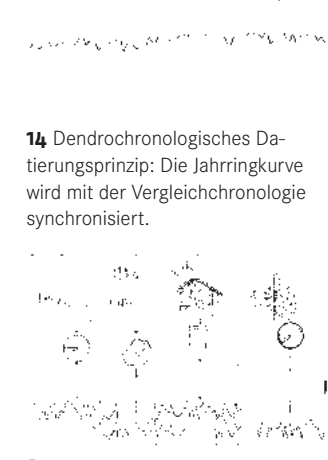 14 Dendrochronologisches Da-
tierungsprinzip: Die Jahrringkurve
wird mit der Vergleichchronologie
synchronisiert.